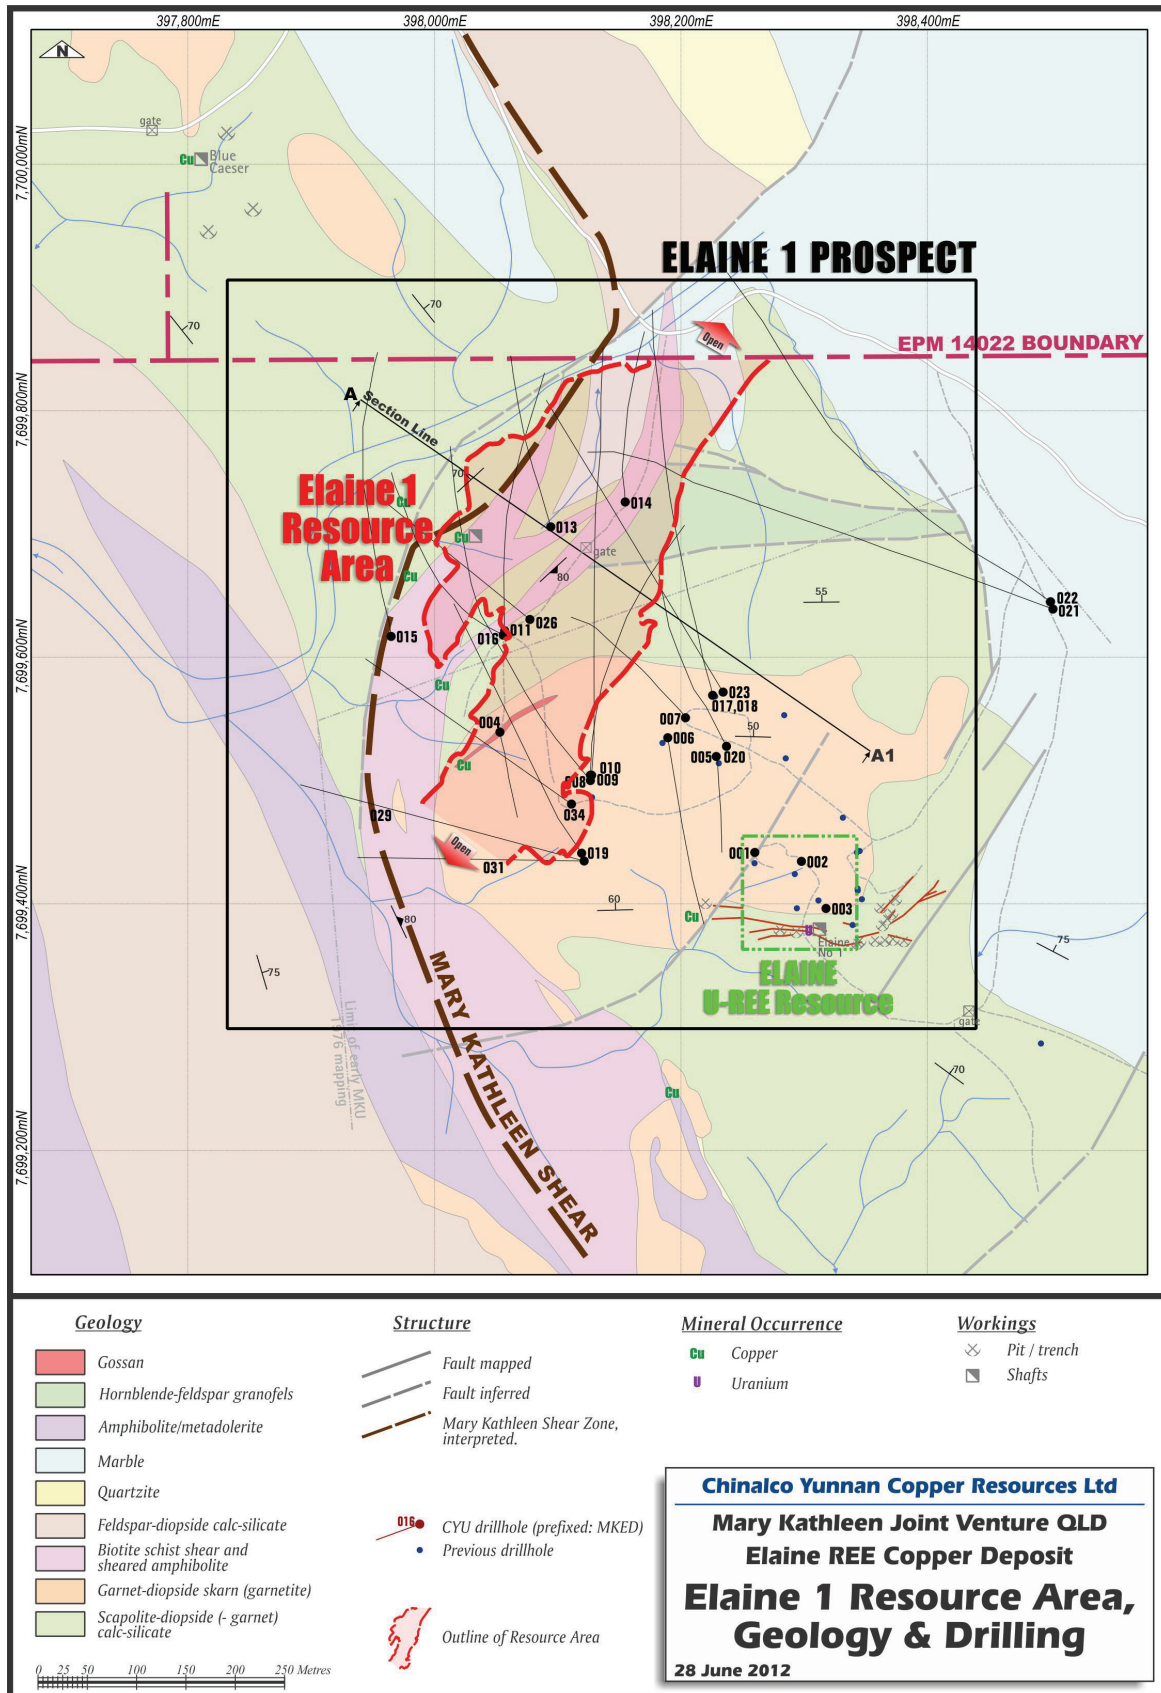 397,800mE
398,000mE
398,200mE
398,400mE
7,700,000mN
7,699,800mN
7,699,600mN
7,699,400mN
7,699,200mN
N
gate
Cu
Blue
Caeser
ELAINE 1 PROSPECT
70
70
Open
EPM 14022 BOUNDARY
A
Section Line
70
Elaine 1
Resource
Area
Cu
Cu
Cu
014
013
gate
80
55
022
021
026
011
016
015
Cu
023
017,018
004
007
006
50
005
020
A1
Cu
010
008
009
034
029
Open
031
019
001
002
003
60
Cu
U
Elaine
No 1
ELAINE
U-REE Resource
80
75
75
gate
MARY KATHLEEN SHEAR
Limit of early MKU
1976 mapping
70
Cu
Geology
Gossan
Hornblende-feldspar granofels
Amphibolite/metadolerite
Marble
Quartzite
Feldspar-diopside calc-silicate
Biotite schist shear and
sheared amphibolite
Garnet-diopside skarn (garnetite)
Scapolite-diopside (- garnet)
calc-silicate
0 25 50 100 150 200 250 Metres
Structure
Fault mapped
Fault inferred
Mary Kathleen Shear Zone,
interpreted.
016
CYU drillhole (prefixed: MKED)
Previous drillhole
Outline of Resource Area
Mineral Occurrence
Cu Copper
U Uranium
Workings
Pit / trench
Shafts
Chinalco Yunnan Copper Resources Ltd
Mary Kathleen Joint Venture QLD
Elaine REE Copper Deposit
Elaine 1 Resource Area,
Geology & Drilling
28 June 2012